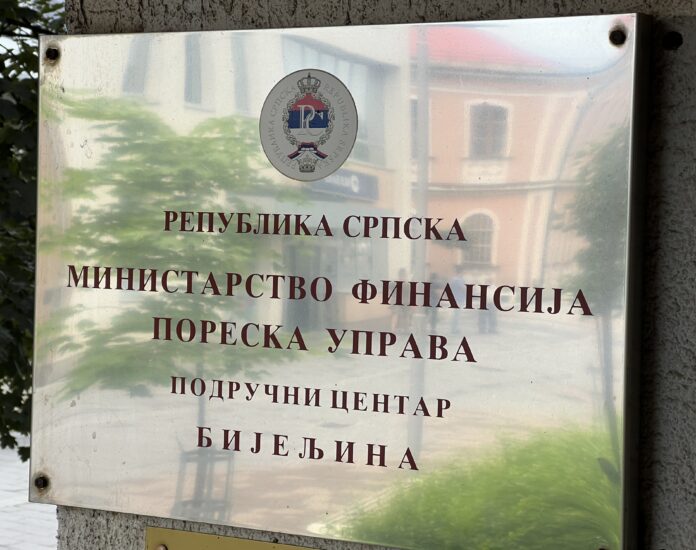 РЕПУБЛИКА СРПСКА
МИНИСТАРСТВО ФИНАНСИЈА
ПОРЕСКА УПРАВА
ПОДРУЧНИ ЦЕНТАР
БИЈЕЉИНА